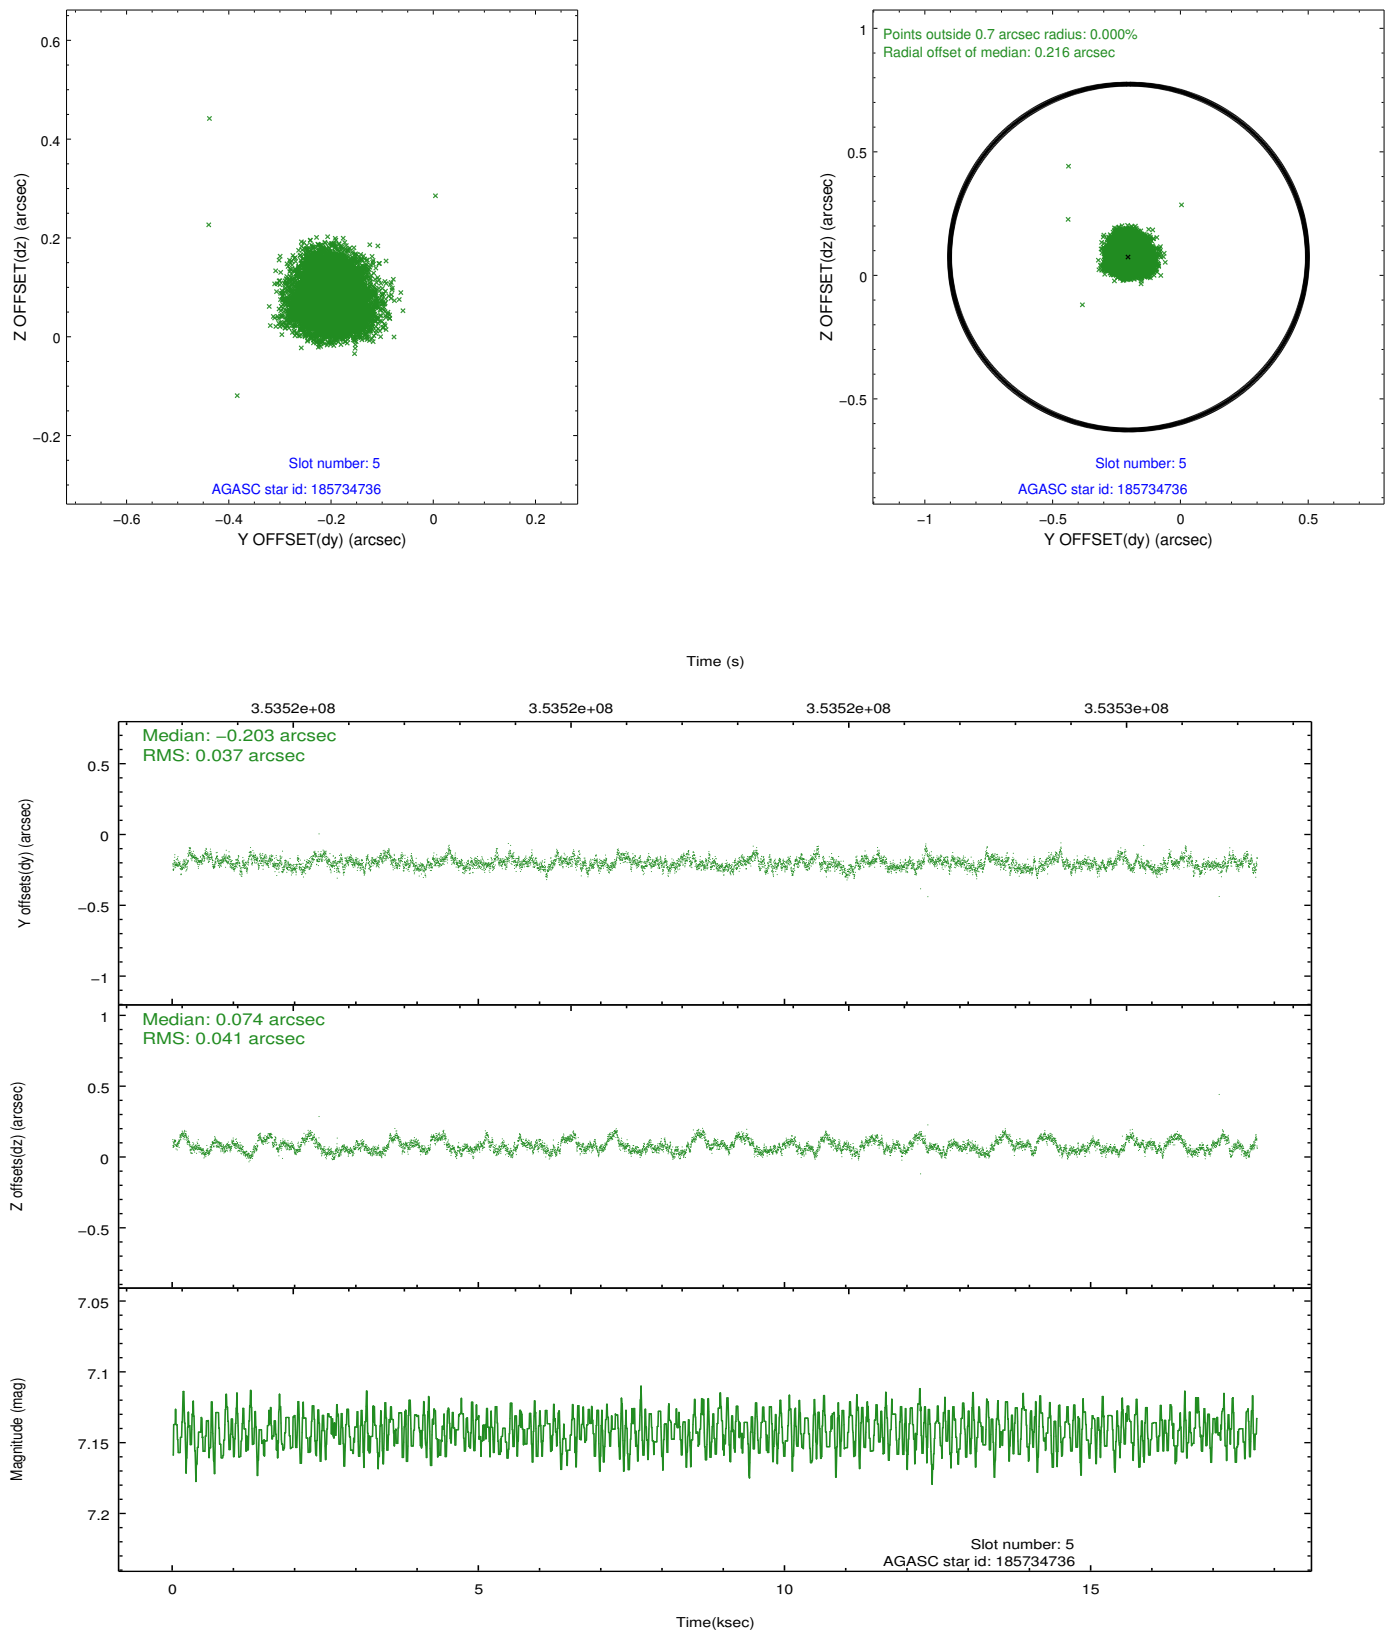 0.6
0.4
0.2
0
−0.2
Z OFFSET(dz) (arcsec)
Slot number: 5
AGASC star id: 185734736
−0.6 −0.4 −0.2 0 0.2
Y OFFSET(dy) (arcsec)
Points outside 0.7 arcsec radius: 0.000%
Radial offset of median: 0.216 arcsec
1
0.5
0
−0.5
Z OFFSET(dz) (arcsec)
Slot number: 5
AGASC star id: 185734736
−1 −0.5 0 0.5
Y OFFSET(dy) (arcsec)
Time (s)
3.5352e+08 3.5352e+08 3.5352e+08 3.5353e+08
Median: −0.203 arcsec
RMS: 0.037 arcsec
0.5
0
−0.5
−1
Y offsets(dy) (arcsec)
Median: 0.074 arcsec
RMS: 0.041 arcsec
1
0.5
0
−0.5
Z offsets(dz) (arcsec)
7.05
7.1
7.15
7.2
Magnitude (mag)
Slot number: 5
AGASC star id: 185734736
0 5 10 15
Time(ksec)